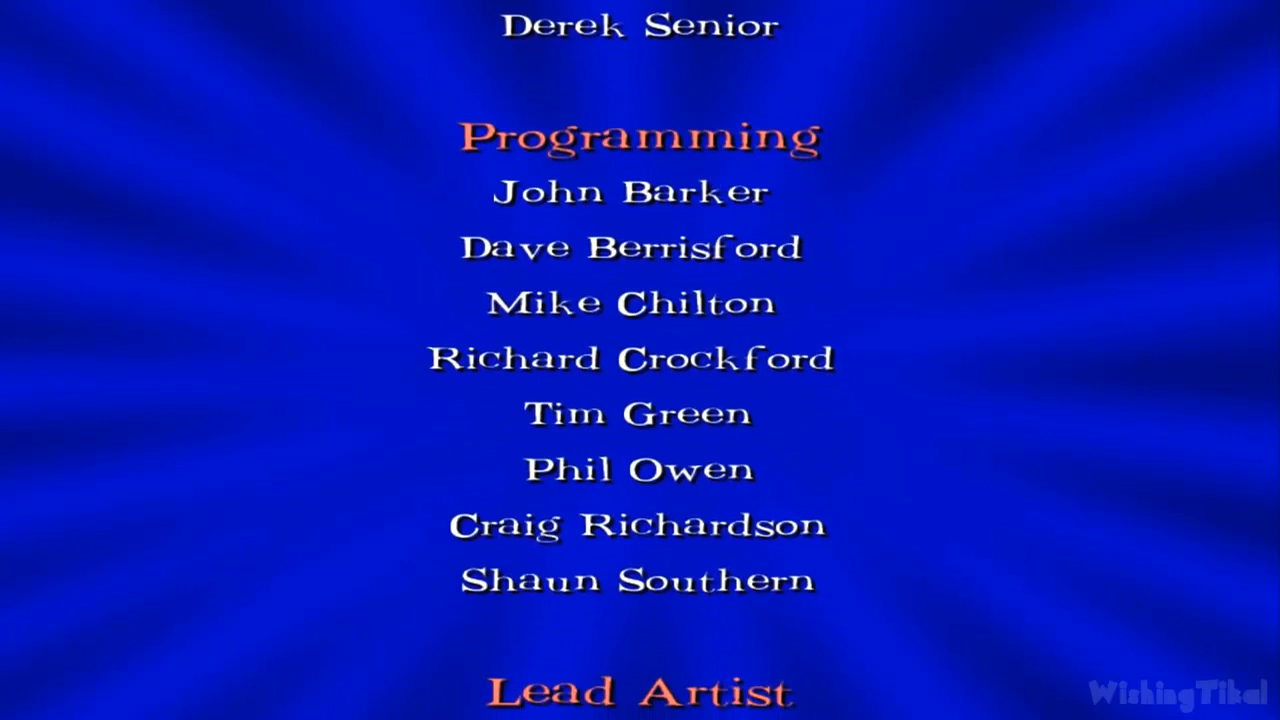 Derek Senior
Programming
John Barker
Dave Berrisford
Mike Chilton
Richard Crockford
Tim Green
Phil Owen
Craig Richardson
Shaun Southern
Lead Artist
WishingTikal